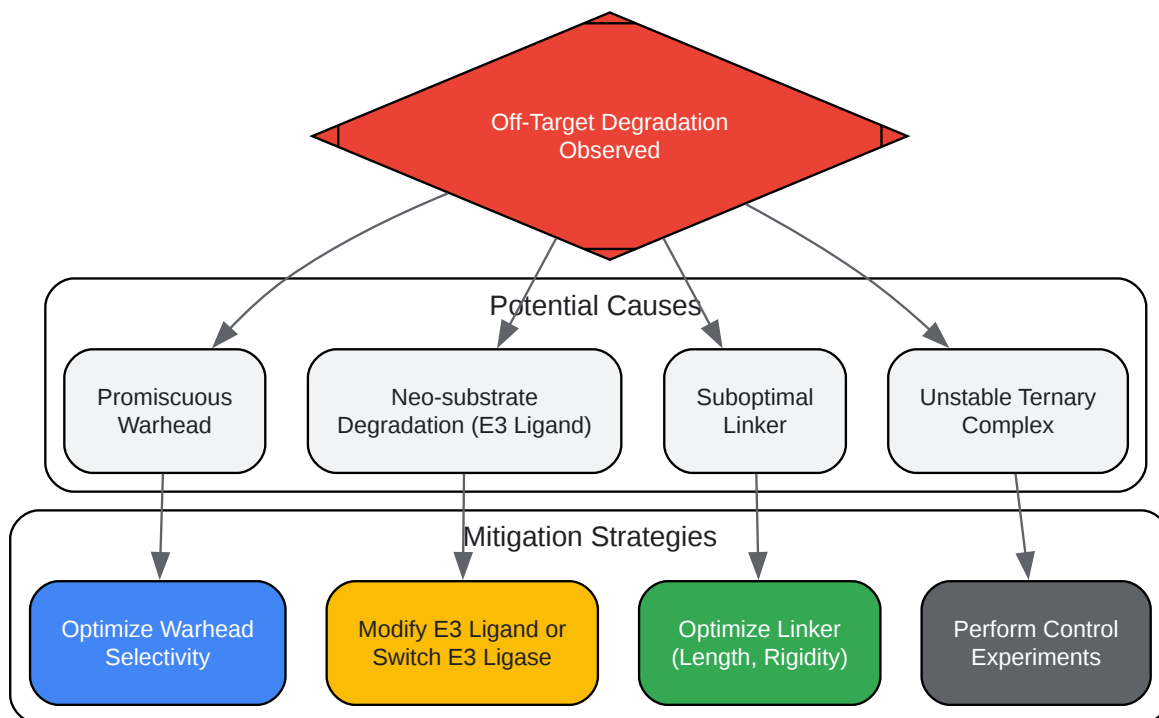 Off-Target Degradation
Observed
Potential Causes
Promiscuous
Warhead
Neo-substrate
Degradation (E3 Ligand)
Suboptimal
Linker
Unstable Ternary
Complex
Mitigation Strategies
Optimize Warhead
Selectivity
Modify E3 Ligand or
Switch E3 Ligase
Optimize Linker
(Length, Rigidity)
Perform Control
Experiments